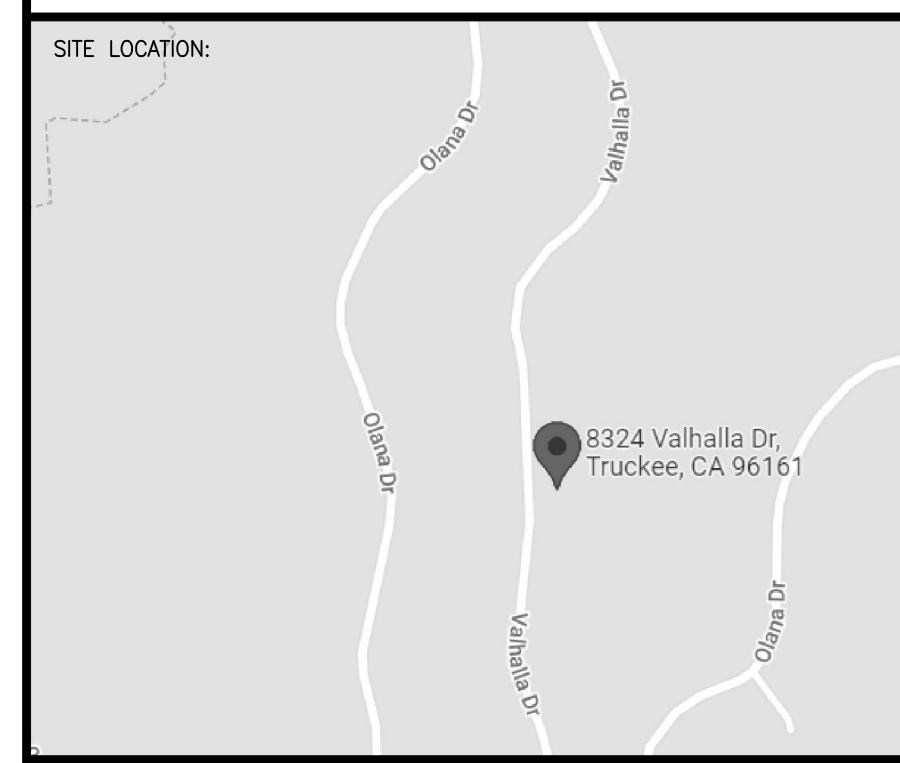 SITE LOCATION:
Olana Dr
Valhalla Dr
Olana Dr
8324 Valhalla Dr,
Truckee, CA 96161
Olana Dr
Valhalla Dr